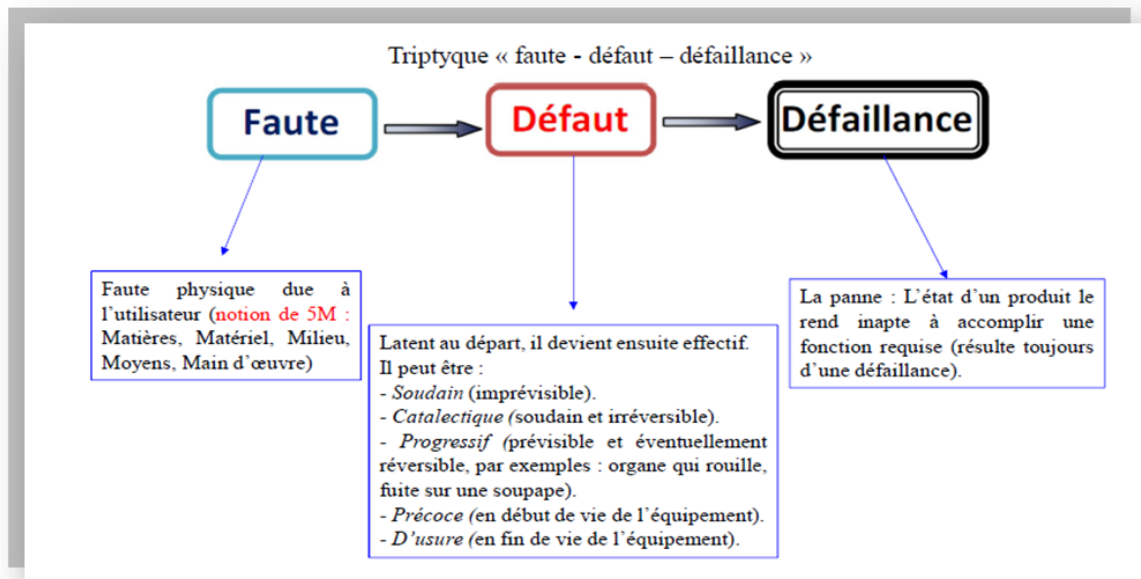 Triptyque « faute - défaut – défaillance »
Faute
Défaut
Défaillance
Faute physique due à
l’utilisateur (notion de 5M :
Matières, Matériel, Milieu,
Moyens, Main d’œuvre)
Latent au départ, il devient ensuite effectif.
Il peut être :
- Soudain (imprévisible).
- Catalectique (soudain et irréversible).
- Progressif (prévisible et éventuellement
réversible, par exemples : organe qui rouille,
fuite sur une soupape).
- Précoce (en début de vie de l’équipement).
- D’usure (en fin de vie de l’équipement).
La panne : L’état d’un produit le
rend inapte à accomplir une
fonction requise (résulte toujours
d’une défaillance).